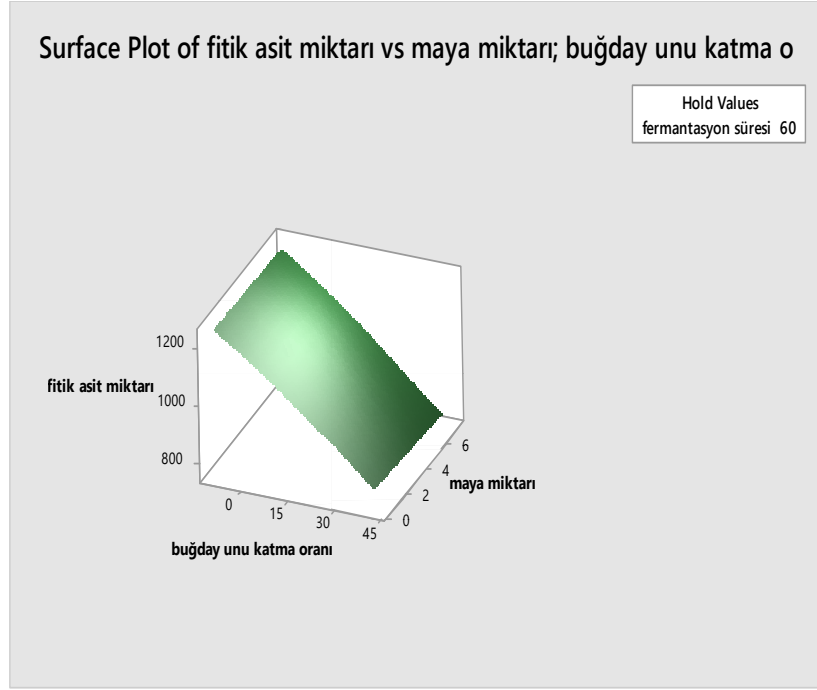 Surface Plot of fitik asit miktarı vs maya miktarı; buğday unu katma o
Hold Values
fermantasyon süresi 60
1200
fitik asit miktarı
1000
800
6
4
maya miktarı
2
0
0
15
30
45
buğday unu katma oranı